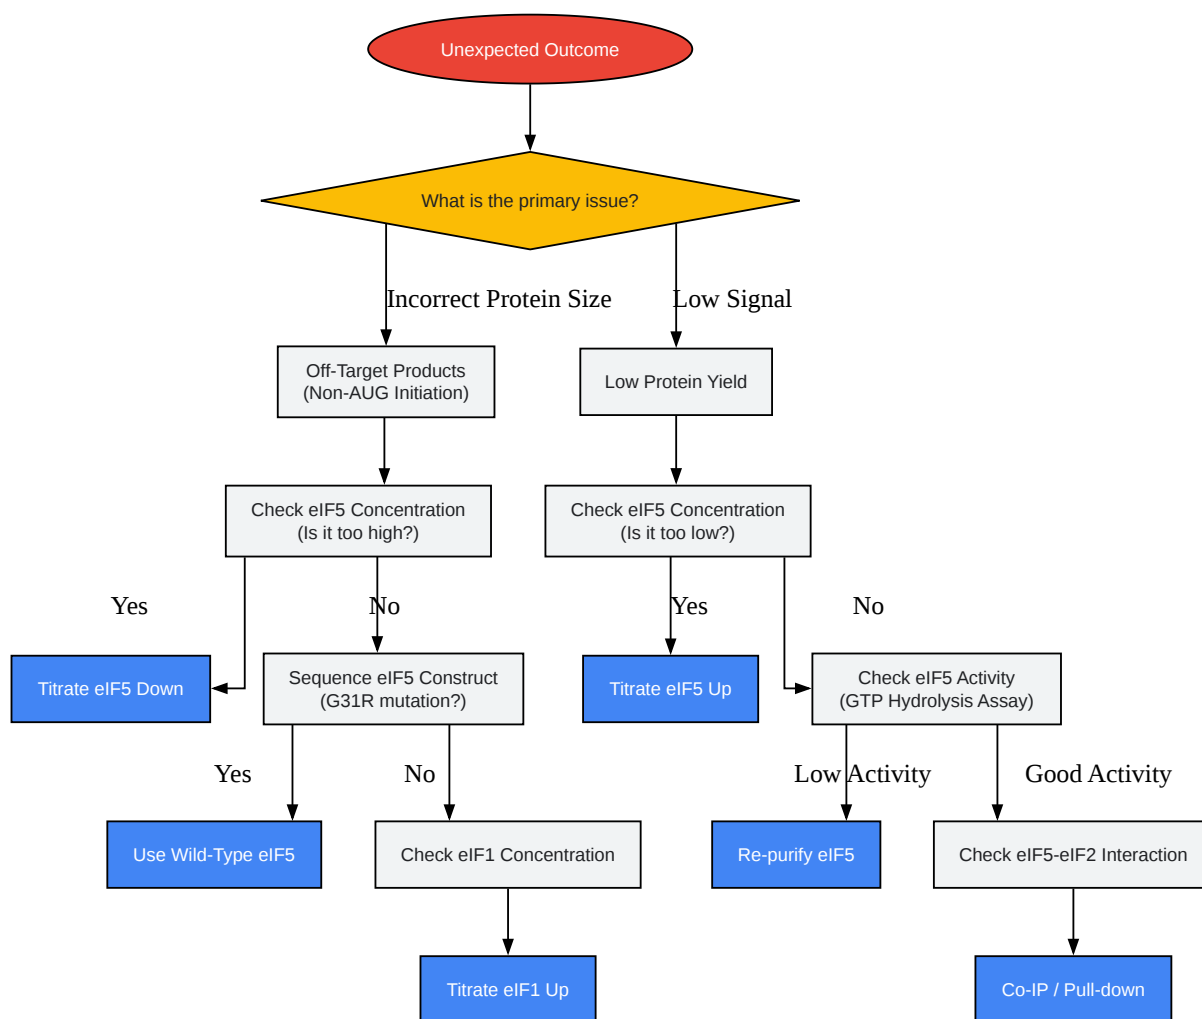 Unexpected Outcome
What is the primary issue?
Incorrect Protein Size
Low Signal
Off-Target Products
(Non-AUG Initiation)
Low Protein Yield
Check eIF5 Concentration
(Is it too high?)
Check eIF5 Concentration
(Is it too low?)
Yes
No
Yes
No
Titrate eIF5 Down
Sequence eIF5 Construct
(G31R mutation?)
Titrate eIF5 Up
Check eIF5 Activity
(GTP Hydrolysis Assay)
Yes
No
Low Activity
Good Activity
Use Wild-Type eIF5
Check eIF1 Concentration
Re-purify eIF5
Check eIF5-eIF2 Interaction
Titrate eIF1 Up
Co-IP / Pull-down